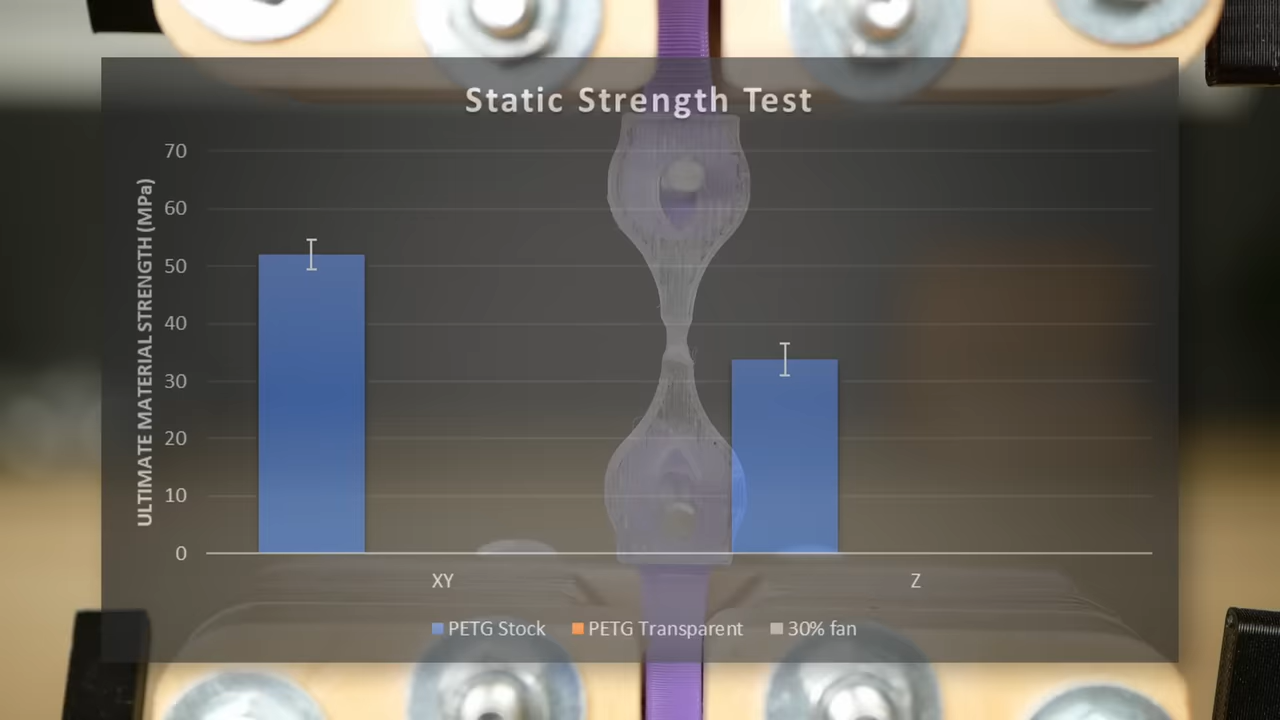 Static Strength Test
ULTIMATE MATERIAL STRENGTH (MPa)
70
60
50
40
30
20
10
0
XY
Z
PETG Stock
PETG Transparent
30% fan